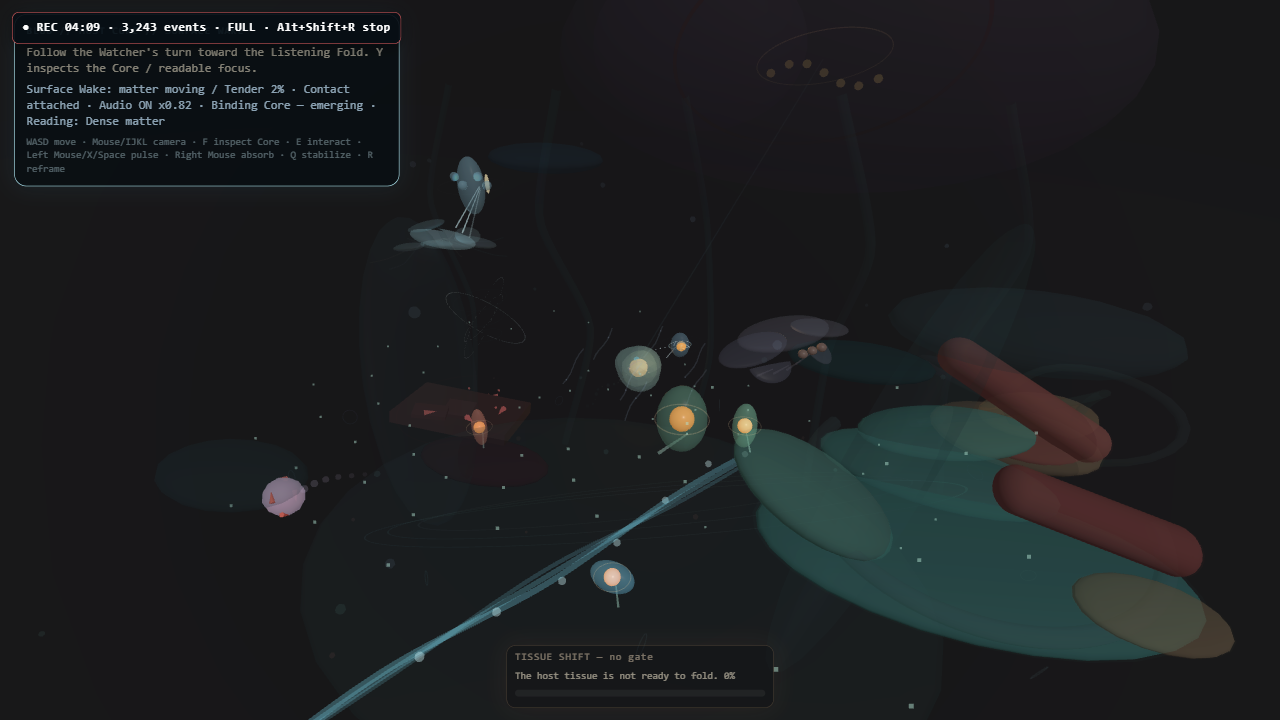 ● REC 04:09 · 3,243 events · FULL · Alt+Shift+R stop
Follow the Watcher's turn toward the Listening Fold. Y
inspects the Core / readable focus.
Surface Wake: matter moving / Tender 2% · Contact
attached · Audio ON x0.82 · Binding Core — emerging ·
Reading: Dense matter
WASD move · Mouse/IJKL camera · F inspect Core · E interact ·
Left Mouse/X/Space pulse · Right Mouse absorb · Q stabilize · R
reframe
TISSUE SHIFT — no gate
The host tissue is not ready to fold. 0%